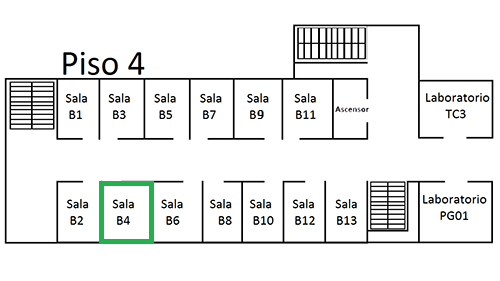 Piso 4
Sala
B1
Sala
B3
Sala
B5
Sala
B7
Sala
B9
Sala
B11
Ascensor
Laboratorio
TC3
Sala
B2
Sala
B4
Sala
B6
Sala
B8
Sala
B10
Sala
B12
Sala
B13
Laboratorio
PG01